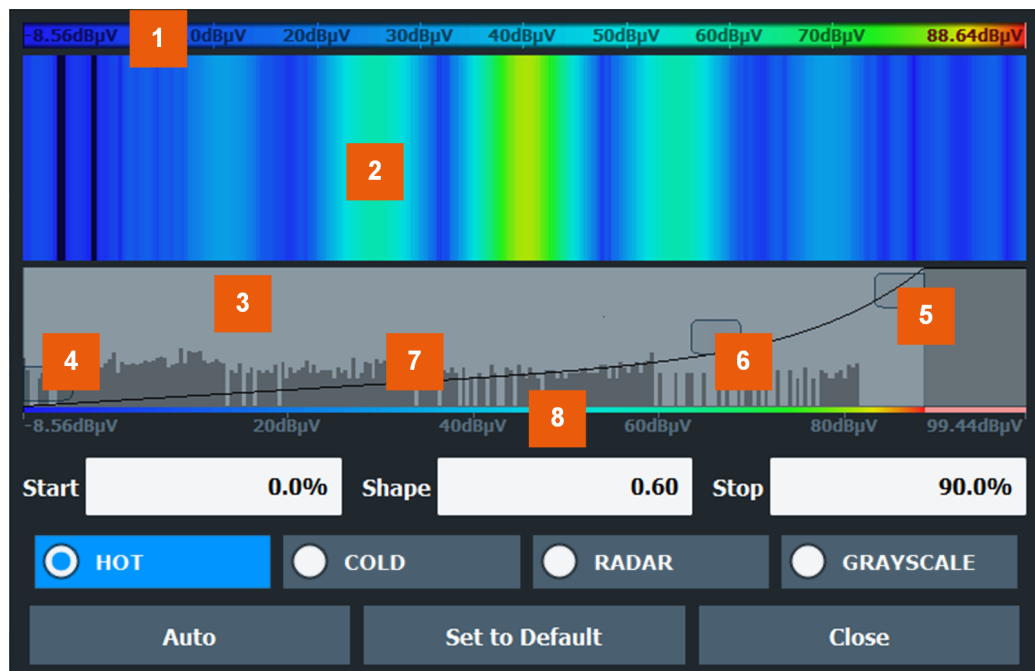 -8.56dBµV 1 0dBµV 20dBµV 30dBµV 40dBµV 50dBµV 60dBµV 70dBµV 88.64dBµV
2
3
4 7 6 5
8
-8.56dBµV 20dBµV 40dBµV 60dBµV 80dBµV 99.44dBµV
Start 0.0% Shape 0.60 Stop 90.0%
HOT COLD RADAR GRAYSCALE
Auto Set to Default Close